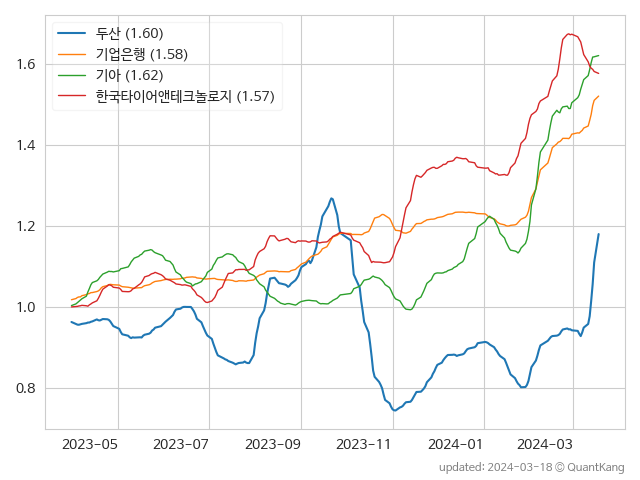 두산 (1.60)
기업은행 (1.58)
기아 (1.62)
한국타이어앤테크놀로지 (1.57)
1.6
1.4
1.2
1.0
0.8
2023-05 2023-07 2023-09 2023-11 2024-01 2024-03
updated: 2024-03-18 © QuantKang